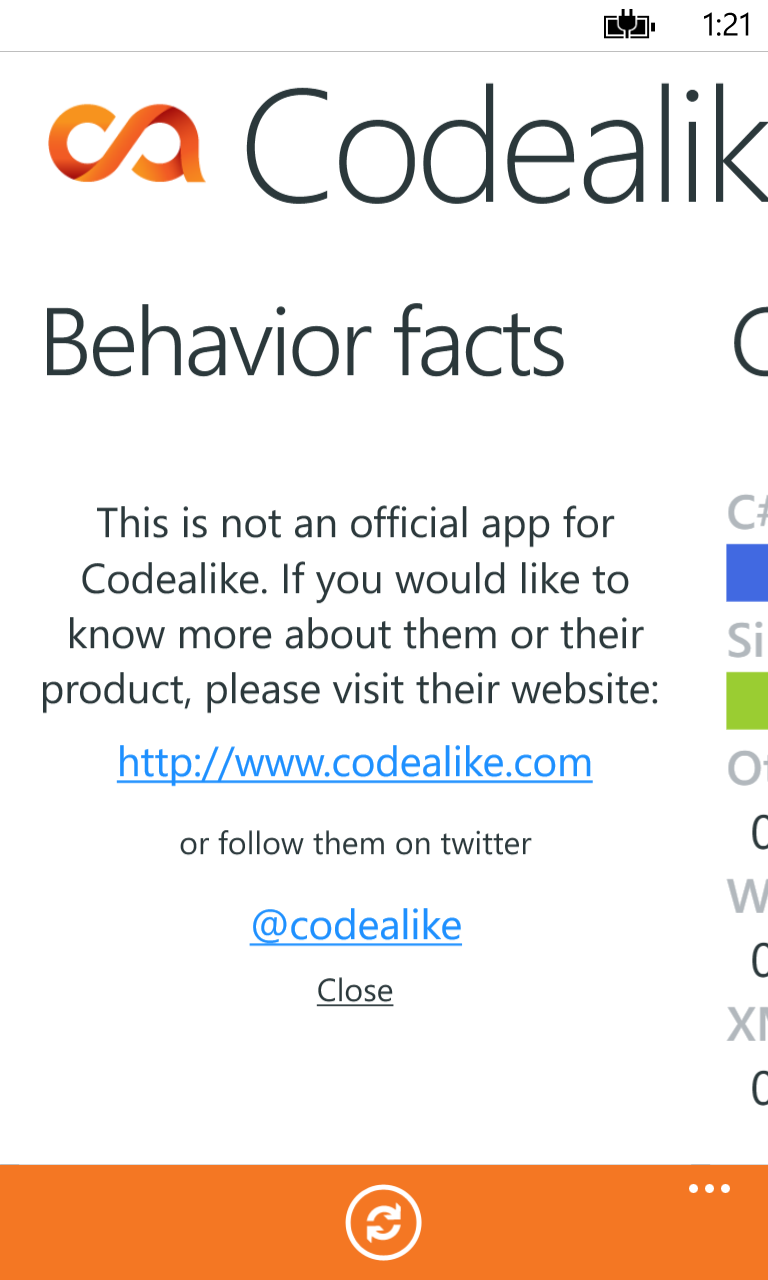 1:21
Codealik
Behavior facts
This is not an official app for
Codealike. If you would like to
know more about them or their
product, please visit their website:
http://www.codealike.com
or follow them on twitter
@codealike
Close
C#
Si
0
W
0
0